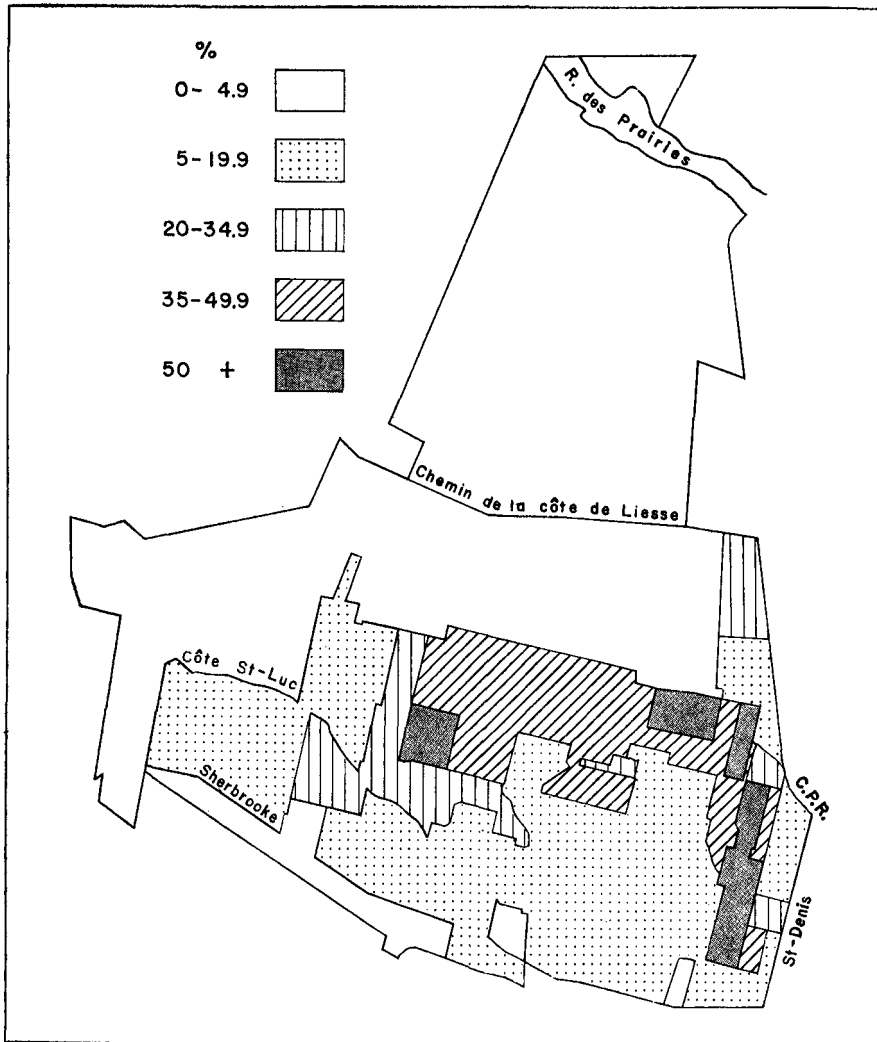 %
0- 4.9
5-19.9
20-34.9
35-49.9
50 +
R. des Prairies
Chemin de la côte de Liesse
Côte St-Luc
Sherbrooke
C.P.R.
St-Denis